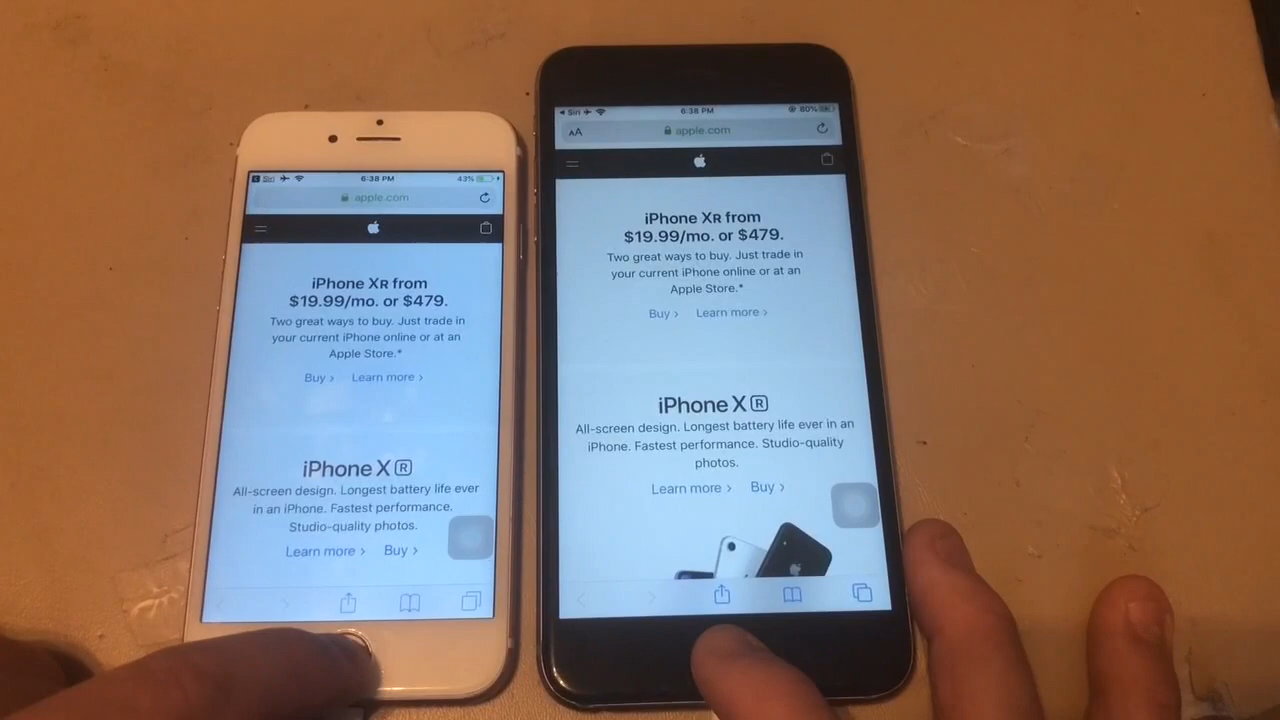 Siri 6:38 PM 43%
apple.com
iPhone XR from
$19.99/mo. or $479.
Two great ways to buy. Just trade in
your current iPhone online or at an
Apple Store.*
Buy > Learn more >
iPhone X R
All-screen design. Longest battery life ever
in an iPhone. Fastest performance.
Studio-quality photos.
Learn more > Buy >
Siri 6:38 PM 80%
AA apple.com
iPhone XR from
$19.99/mo. or $479.
Two great ways to buy. Just trade in
your current iPhone online or at an
Apple Store.*
Buy > Learn more >
iPhone X R
All-screen design. Longest battery life ever in an
iPhone. Fastest performance. Studio-quality
photos.
Learn more > Buy >